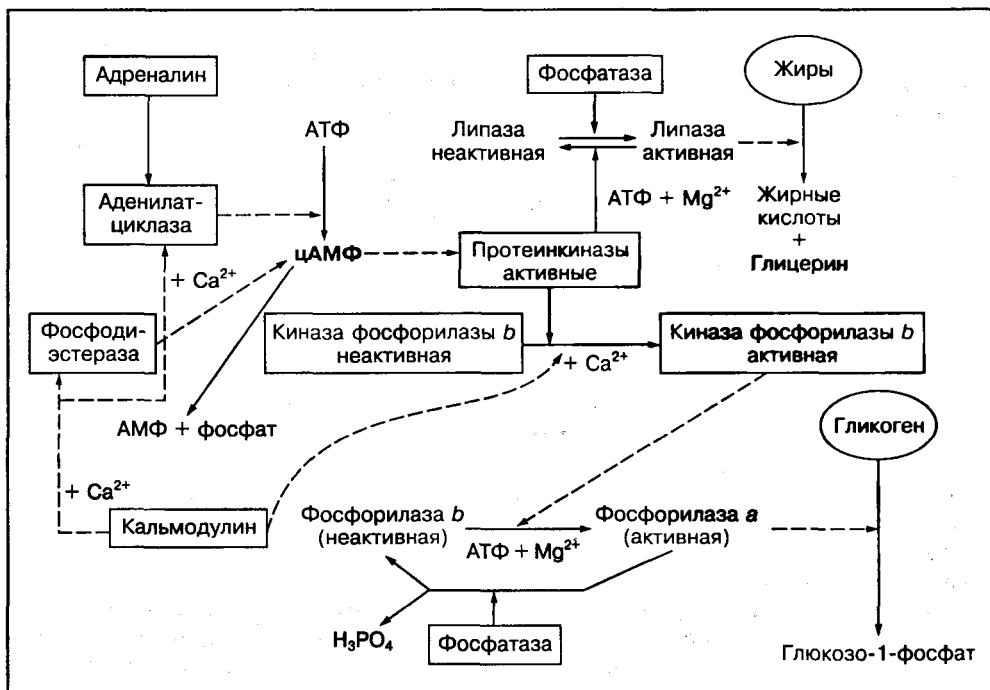 Адреналин
Фосфатаза
Жиры
АТФ
Липаза
неактивная
Липаза
активная
АТФ + Mg²⁺
Жирные
кислоты
+
Глицерин
Аденилат-
циклаза
цАМФ
Протеинкиназы
активные
+ Ca²⁺
Фосфоди-
эстераза
Киназа фосфорилазы b
неактивная
+ Ca²⁺
Киназа фосфорилазы b
активная
АМФ + фосфат
Гликоген
+ Ca²⁺
Кальмодулин
Фосфорилаза b
(неактивная)
АТФ + Mg²⁺
Фосфорилаза a
(активная)
H₃PO₄
Фосфатаза
Глюкозо-1-фосфат